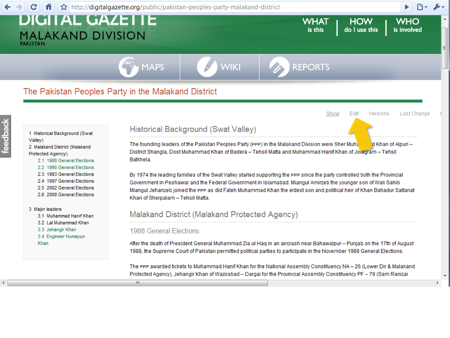 http://digitalgazette.org/public/pakistan-peoples-party-malakand-district
DIGITAL GAZETTE
MALAKAND DIVISION
PAKISTAN
WHAT
is this
HOW
do I use this
WHO
is involved
MAPS
WIKI
REPORTS
The Pakistan Peoples Party in the Malakand District
Show
Edit
Versions
Last Change
feedback
1 Historical Background (Swat
Valley)
2 Malakand District (Malakand
Protected Agency)
2.1 1988 General Elections
2.2 1990 General Elections
2.3 1993 General Elections
2.4 1997 General Elections
2.5 2002 General Elections
2.6 2008 General Elections
3 Major leaders
3.1 Muhammad Hanif Khan
3.2 Lal Muhammad Khan
3.3 Jehangir Khan
3.4 Engineer Humayun
Khan
Historical Background (Swat Valley)
The founding leaders of the Pakistan Peoples Party (PPP) in the Malakand Division were Sher Muhammad Khan of Alpuri –
District Shangla, Dost Muhammad Khan of Badera – Tehsil Matta and Muhammad Hanif Khan of Jolagram – Tehsil
Batkhela.
By 1974 the leading families of the Swat Valley started supporting the PPP since the party controlled both the Provincial
Government in Peshawar and the Federal Government in Islamabad. Miangul Amirzeb the younger son of Wali Sahib
Miangul Jehanzeb joined the PPP as did Fateh Muhammad Khan the eldest son and political heir of Khan Bahadur Saltanat
Khan of Sherpalam – Tehsil Matta.
Malakand District (Malakand Protected Agency)
1988 General Elections
After the death of President General Muhammad Zia ul Haq in an aircrash near Bahawalpur – Punjab on the 17th of August
1988, the Supreme Court of Pakistan permitted political parties to participate in the November 1988 General Elections.
The PPP awarded tickets to Muhammad Hanif Khan for the National Assembly Constituency NA – 26 (Lower Dir & Malakand
Protected Agency), Jehangir Khan of Wazirabad – Dargai for the Provincial Assembly Constituency PF – 79 (Sam Ranizai